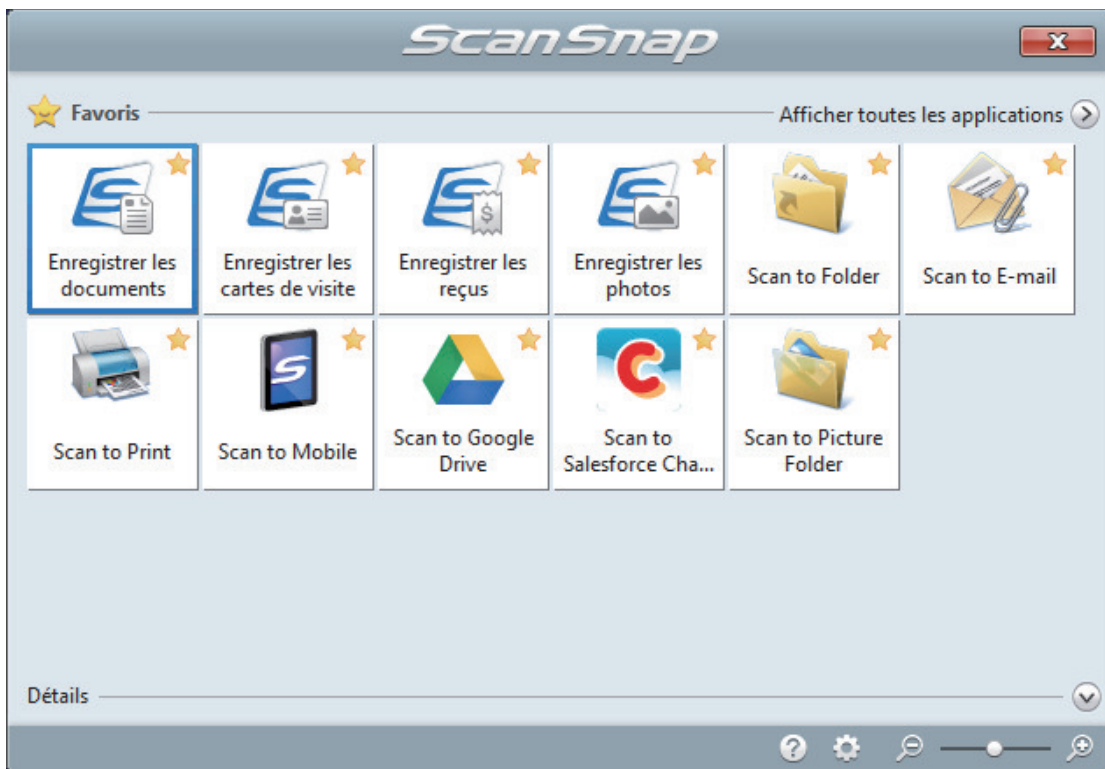 ScanSnap
Favoris
Afficher toutes les applications
Enregistrer les
documents
Enregistrer les
cartes de visite
Enregistrer les
reçus
Enregistrer les
photos
Scan to Folder
Scan to E-mail
Scan to Print
Scan to Mobile
Scan to Google
Drive
Scan to
Salesforce Cha...
Scan to Picture
Folder
Détails